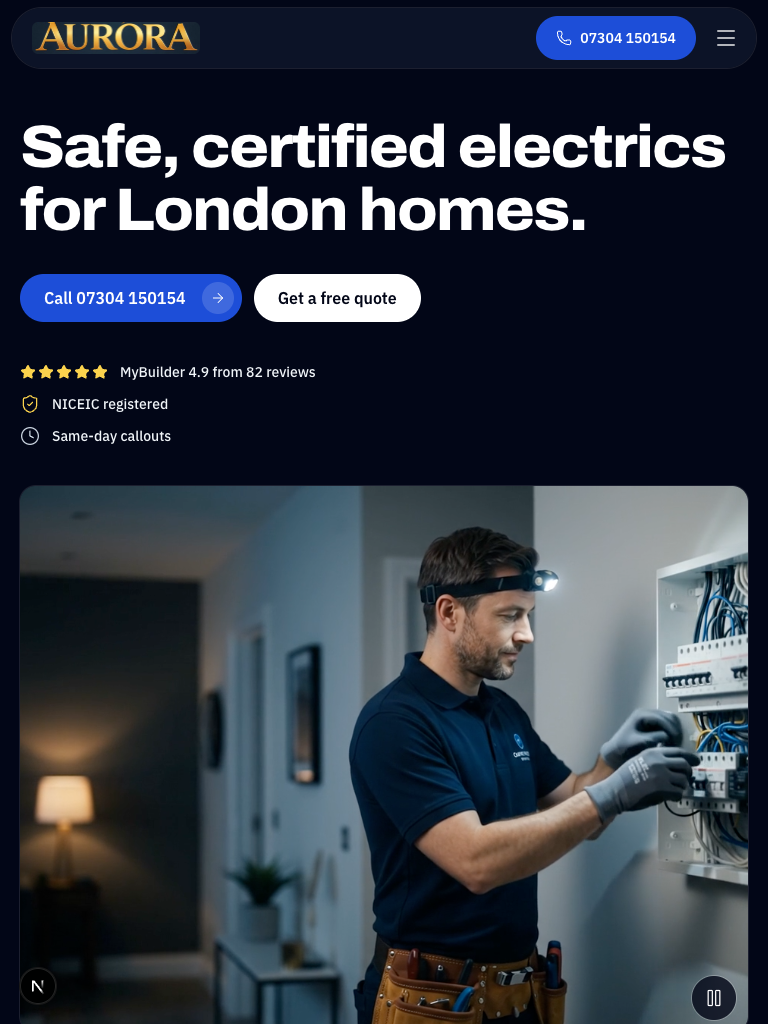 AURORA
07304 150154
Safe, certified electrics
for London homes.
Call 07304 150154
Get a free quote
MyBuilder 4.9 from 82 reviews
NICEIC registered
Same-day callouts
N